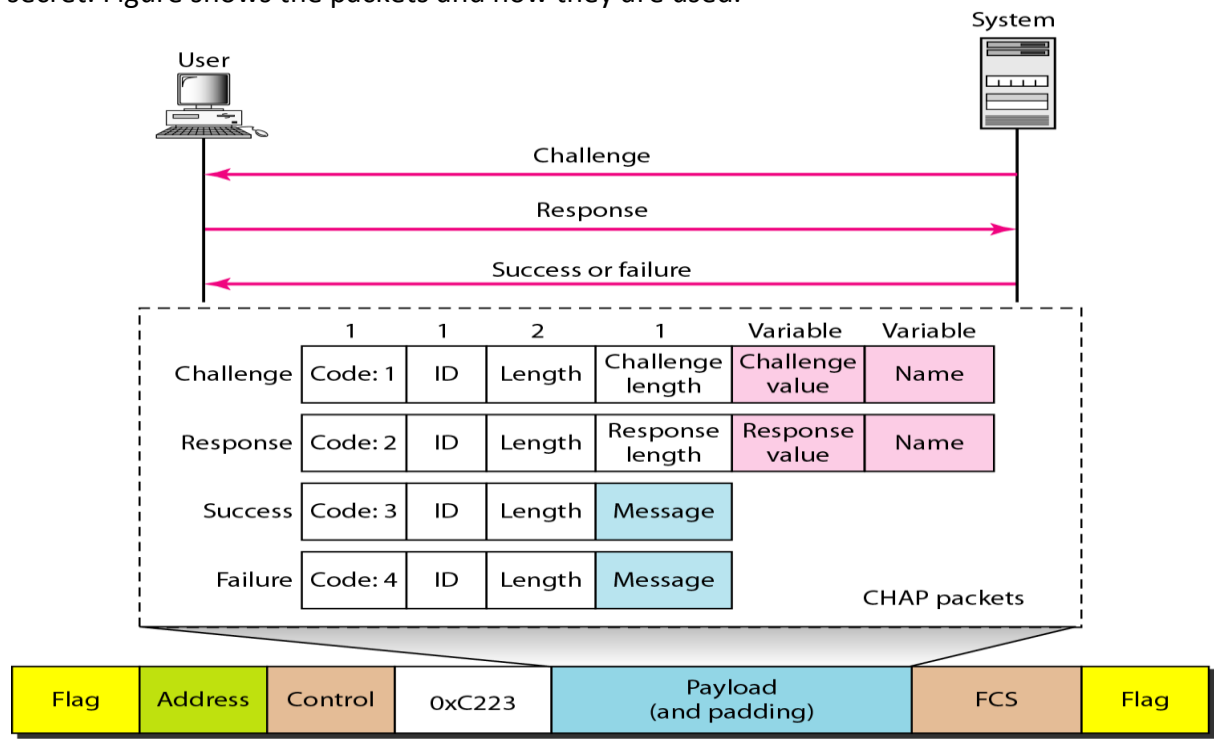 secret. Figure shows the packets and how they are used.
System
User
Challenge
Response
Success or failure
1 1 2 1 Variable Variable
Challenge Code: 1 ID Length Challenge length Challenge value Name
Response Code: 2 ID Length Response length Response value Name
Success Code: 3 ID Length Message
Failure Code: 4 ID Length Message
CHAP packets
Flag Address Control 0xC223 Payload (and padding) FCS Flag